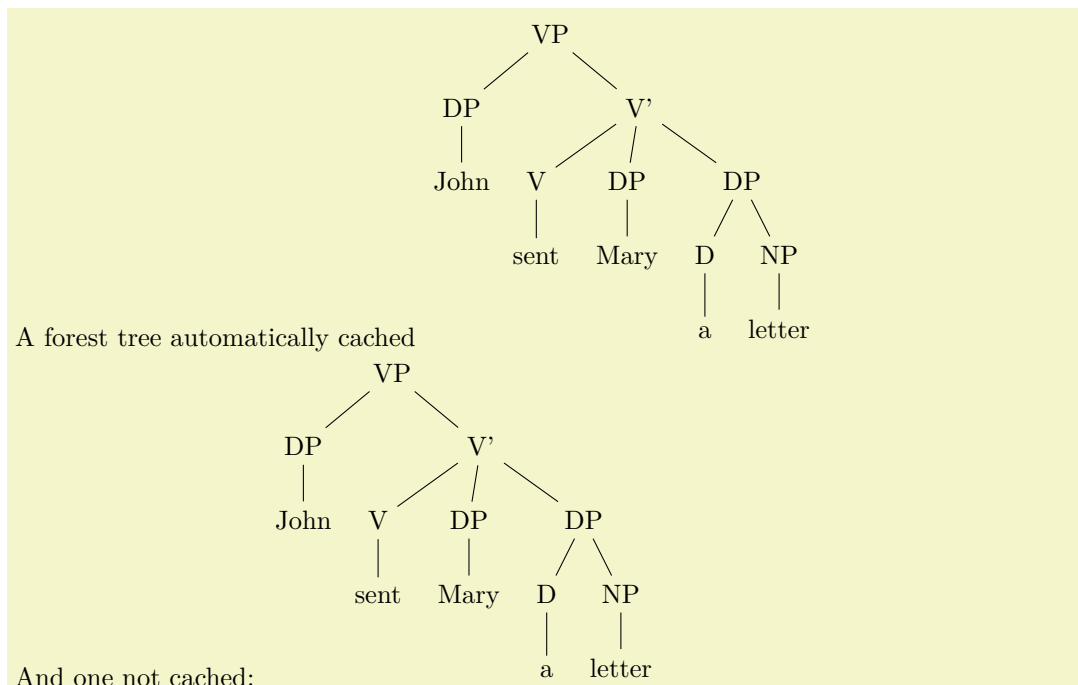 VP
DP V'
John V DP DP
sent Mary D NP
a letter
A forest tree automatically cached
VP
DP V'
John V DP DP
sent Mary D NP
a letter
And one not cached: